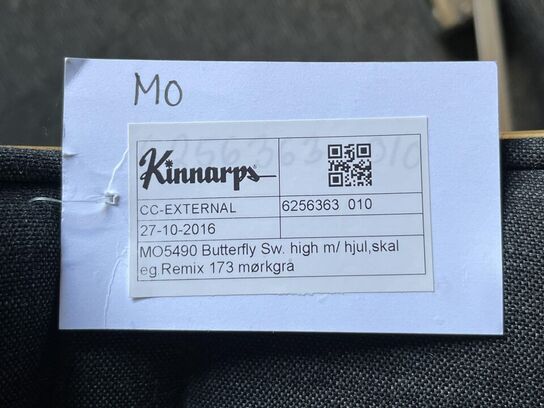 MO
Kinnarps
CC-EXTERNAL 6256363 010
27-10-2016
MO5490 Butterfly Sw. high m/ hjul,skal
eg.Remix 173 mørkgrå